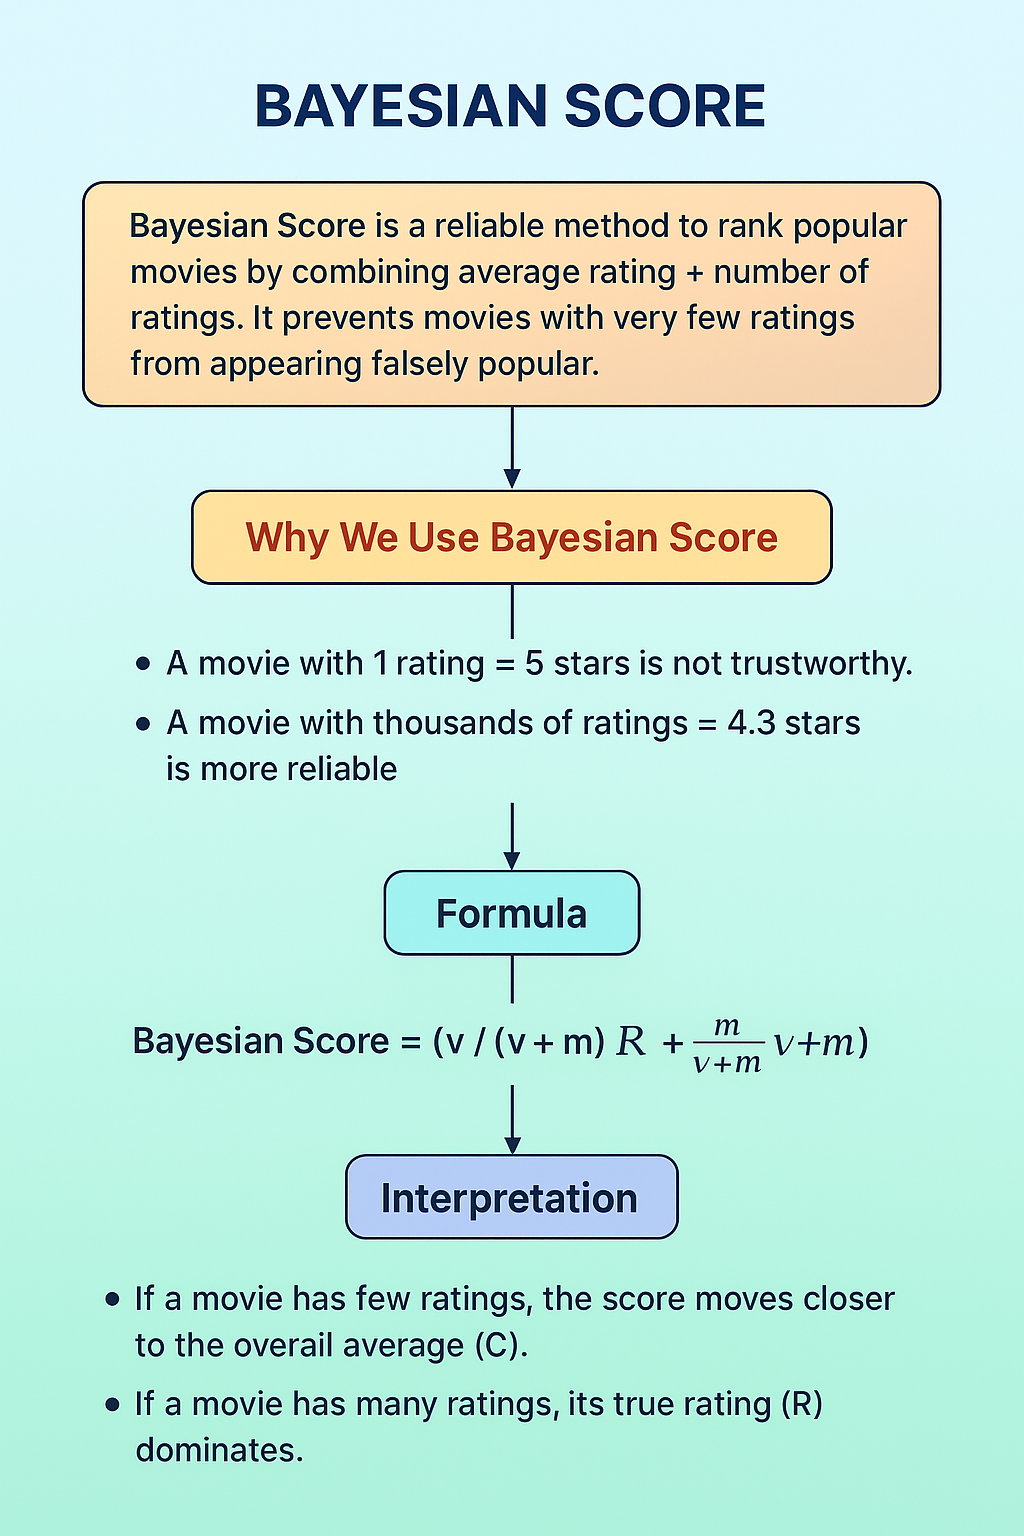 BAYESIAN SCORE
Bayesian Score is a reliable method to rank popular
movies by combining average rating + number of
ratings. It prevents movies with very few ratings
from appearing falsely popular.
Why We Use Bayesian Score
• A movie with 1 rating = 5 stars is not trustworthy.
• A movie with thousands of ratings = 4.3 stars
is more reliable
Formula
Bayesian Score = (v / (v + m) R + m/v+m v+m)
Interpretation
• If a movie has few ratings, the score moves closer
to the overail average (C).
• If a movie has many ratings, its true rating (R)
dominates.